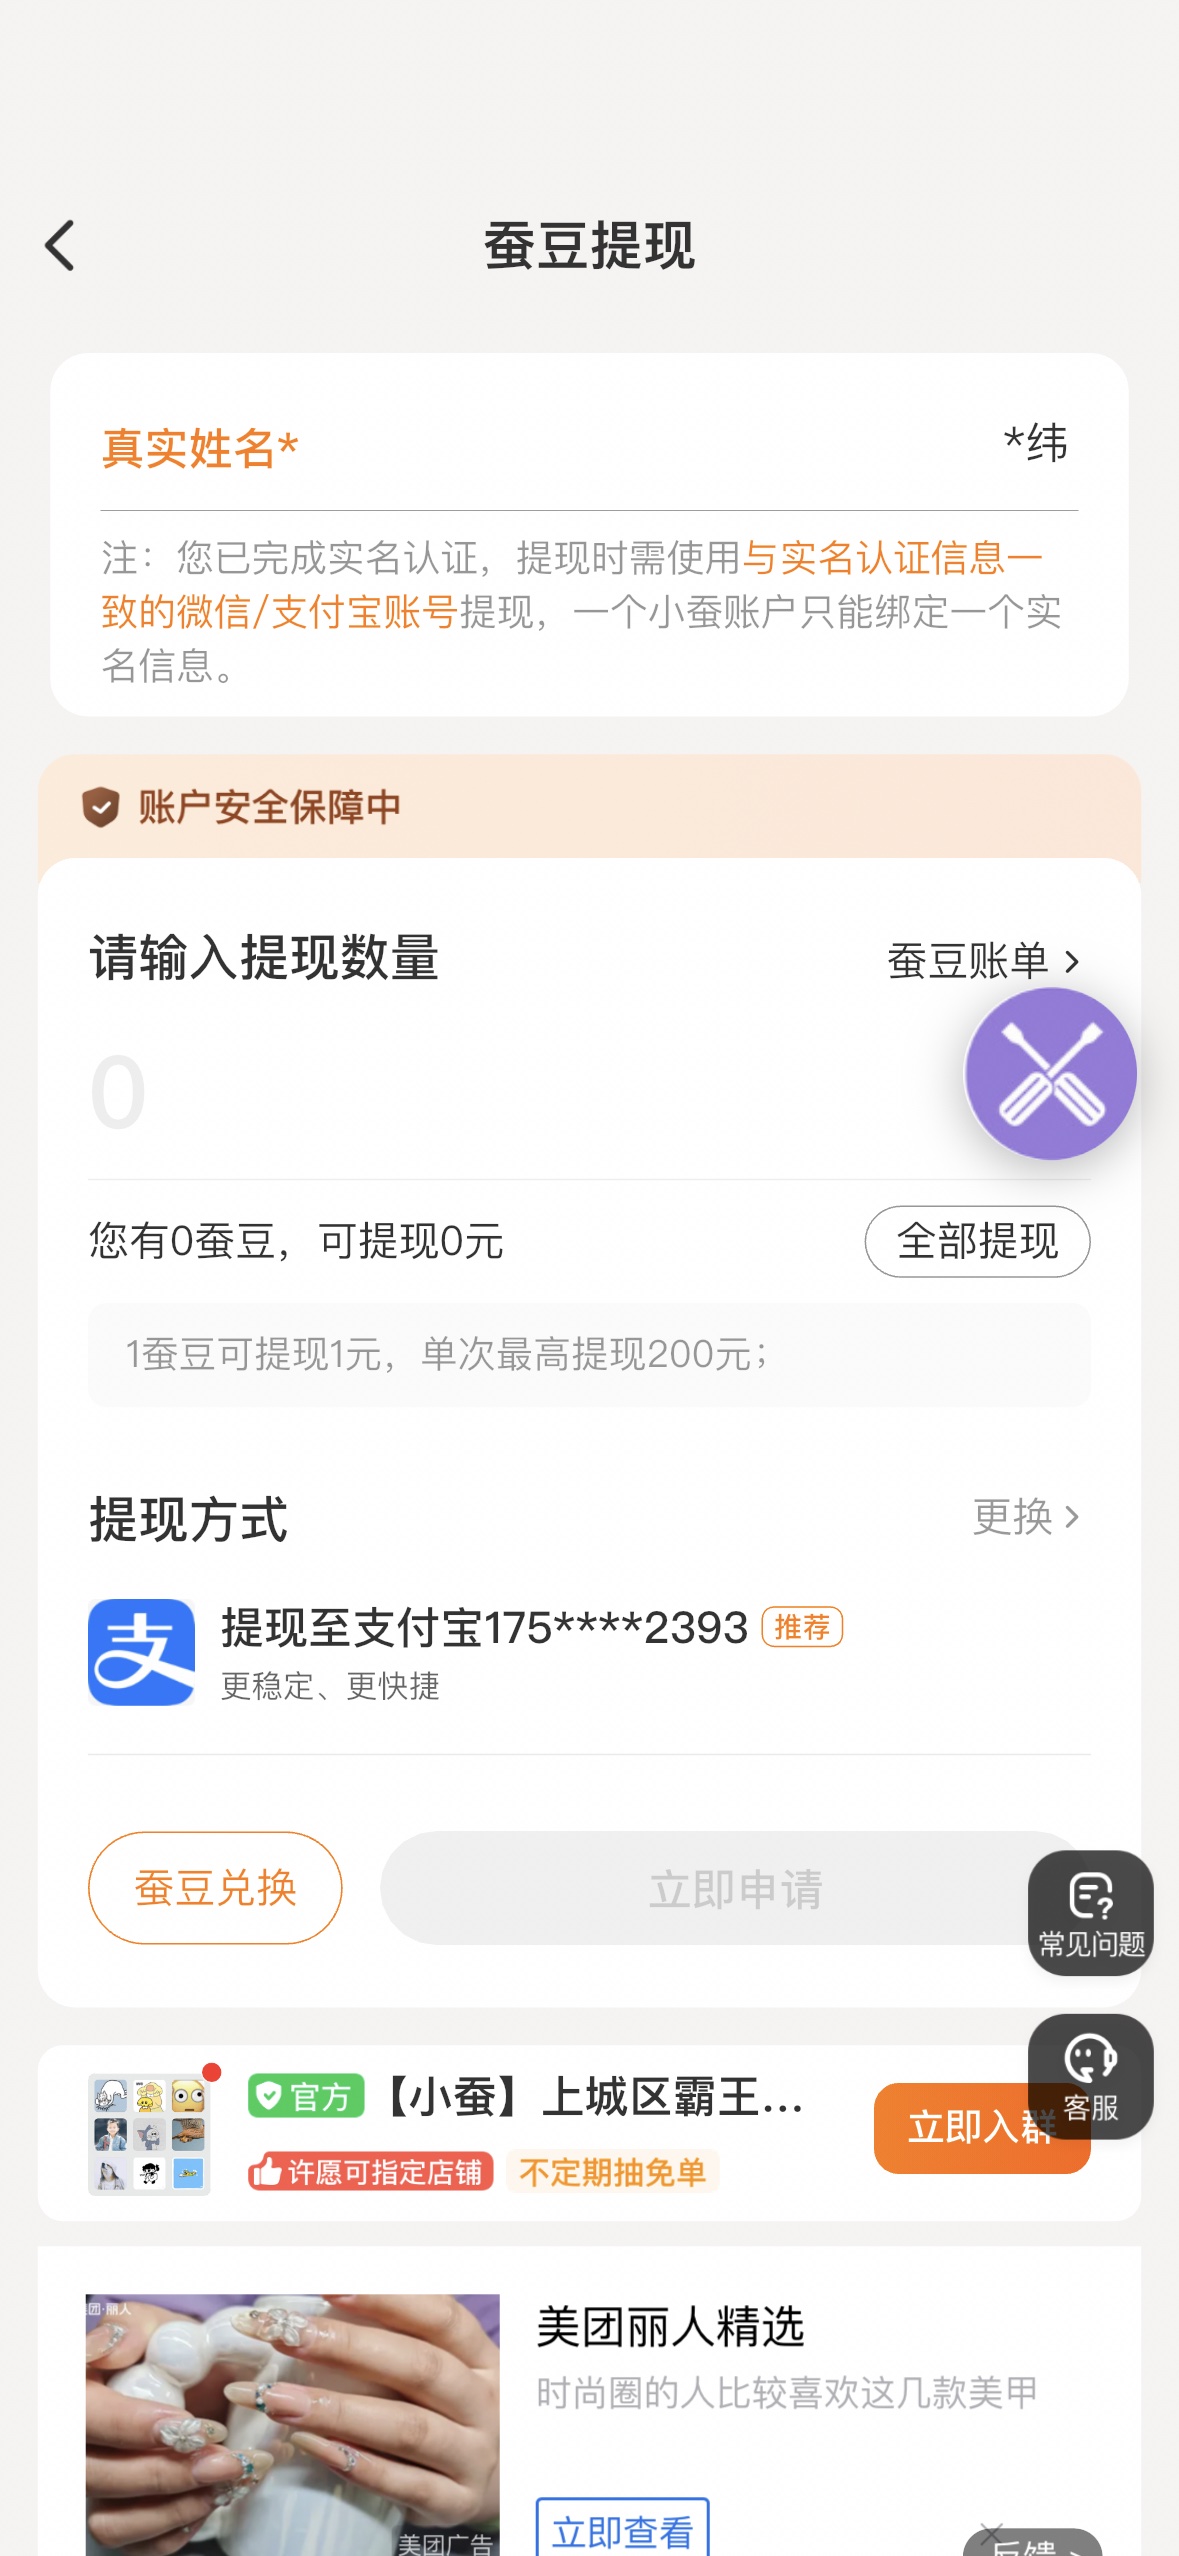 蚕豆提现
真实姓名*
*纬
注：您已完成实名认证，提现时需使用与实名认证信息一
致的微信/支付宝账号提现，一个小蚕账户只能绑定一个实
名信息。
账户安全保障中
请输入提现数量
蚕豆账单
0
您有0蚕豆，可提现0元
全部提现
1蚕豆可提现1元，单次最高提现200元；
提现方式
更换
提现至支付宝175****2393
推荐
更稳定、更快捷
蚕豆兑换
立即申请
常见问题
官方
【小蚕】上城区霸王...
立即入群
客服
许愿可指定店铺
不定期抽免单
团·丽人
美团丽人精选
时尚圈的人比较喜欢这几款美甲
美团广告
立即查看
反馈